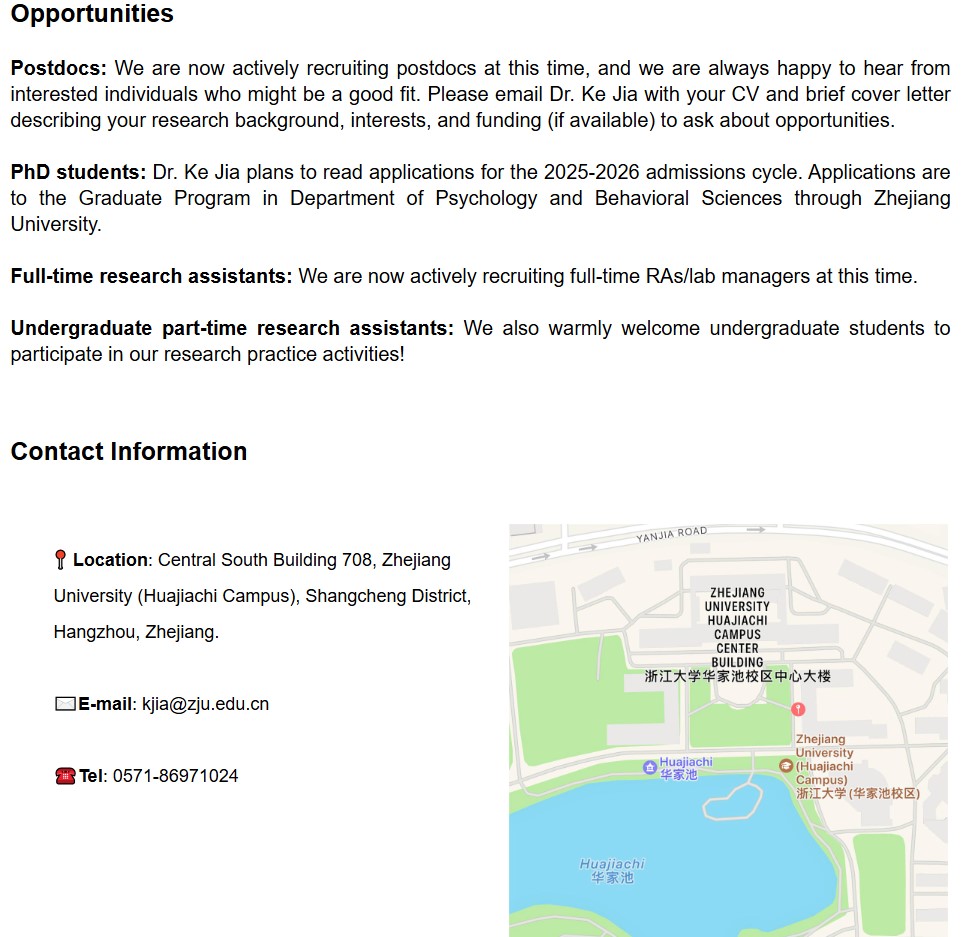 Opportunities
Postdocs: We are now actively recruiting postdocs at this time, and we are always happy to hear from
interested individuals who might be a good fit. Please email Dr. Ke Jia with your CV and brief cover letter
describing your research background, interests, and funding (if available) to ask about opportunities.
PhD students: Dr. Ke Jia plans to read applications for the 2025-2026 admissions cycle. Applications are
to the Graduate Program in Department of Psychology and Behavioral Sciences through Zhejiang
University.
Full-time research assistants: We are now actively recruiting full-time RAs/lab managers at this time.
Undergraduate part-time research assistants: We also warmly welcome undergraduate students to
participate in our research practice activities!
Contact Information
📍 Location: Central South Building 708, Zhejiang
University (Huajiachi Campus), Shangcheng District,
Hangzhou, Zhejiang.
✉E-mail: kjia@zju.edu.cn
☎Tel: 0571-86971024
YANJIA ROAD
ZHEJIANG
UNIVERSITY
HUAJIACHI
CAMPUS
CENTER
BUILDING
浙江大学华家池校区中心大楼
Zhejiang
University
(Huajiachi
Campus)
浙江大学(华家池校区)
Huajiachi
华家池
Huajiachi
华家池